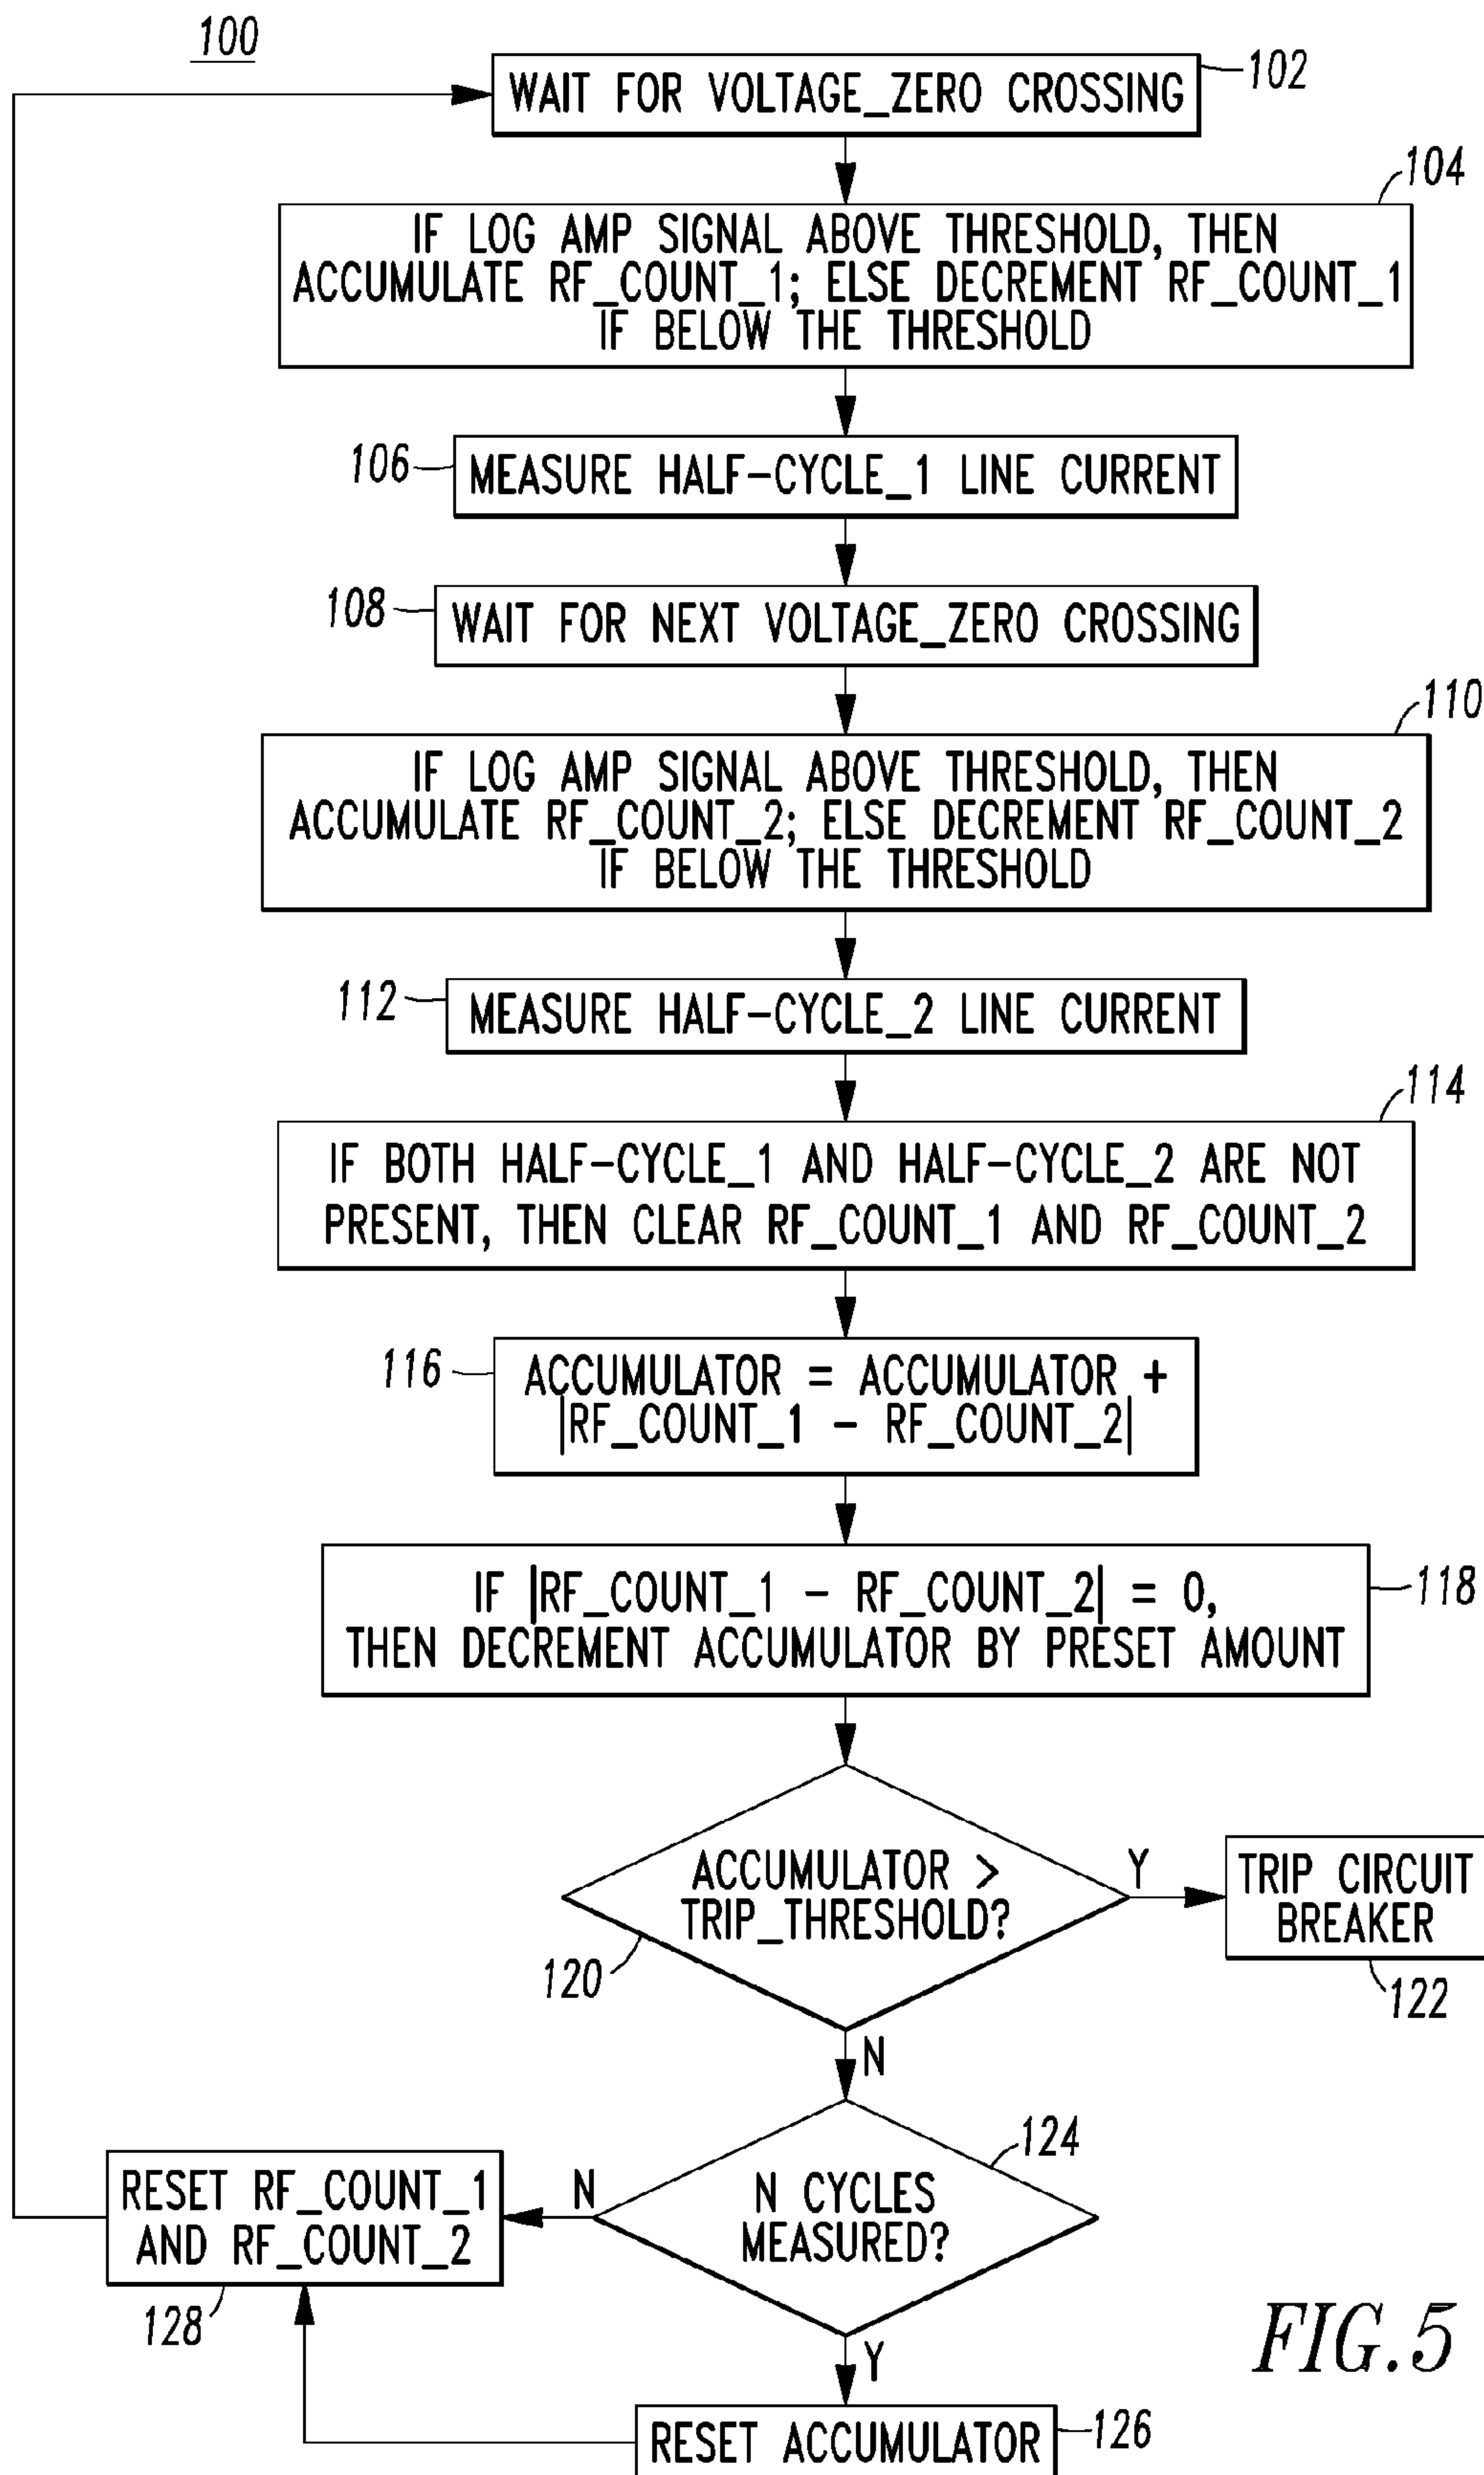 100
WAIT FOR VOLTAGE_ZERO CROSSING
102
104
IF LOG AMP SIGNAL ABOVE THRESHOLD, THEN
ACCUMULATE RF_COUNT_1; ELSE DECREMENT RF_COUNT_1
IF BELOW THE THRESHOLD
106
MEASURE HALF-CYCLE_1 LINE CURRENT
108
WAIT FOR NEXT VOLTAGE_ZERO CROSSING
110
IF LOG AMP SIGNAL ABOVE THRESHOLD, THEN
ACCUMULATE RF_COUNT_2; ELSE DECREMENT RF_COUNT_2
IF BELOW THE THRESHOLD
112
MEASURE HALF-CYCLE_2 LINE CURRENT
114
IF BOTH HALF-CYCLE_1 AND HALF-CYCLE_2 ARE NOT
PRESENT, THEN CLEAR RF_COUNT_1 AND RF_COUNT_2
116
ACCUMULATOR = ACCUMULATOR +
|RF_COUNT_1 - RF_COUNT_2|
118
IF |RF_COUNT_1 - RF_COUNT_2| = 0,
THEN DECREMENT ACCUMULATOR BY PRESET AMOUNT
ACCUMULATOR >
TRIP_THRESHOLD?
120
Y
TRIP CIRCUIT
BREAKER
122
N
124
N CYCLES
MEASURED?
N
RESET RF_COUNT_1
AND RF_COUNT_2
128
Y
RESET ACCUMULATOR
126
FIG.5